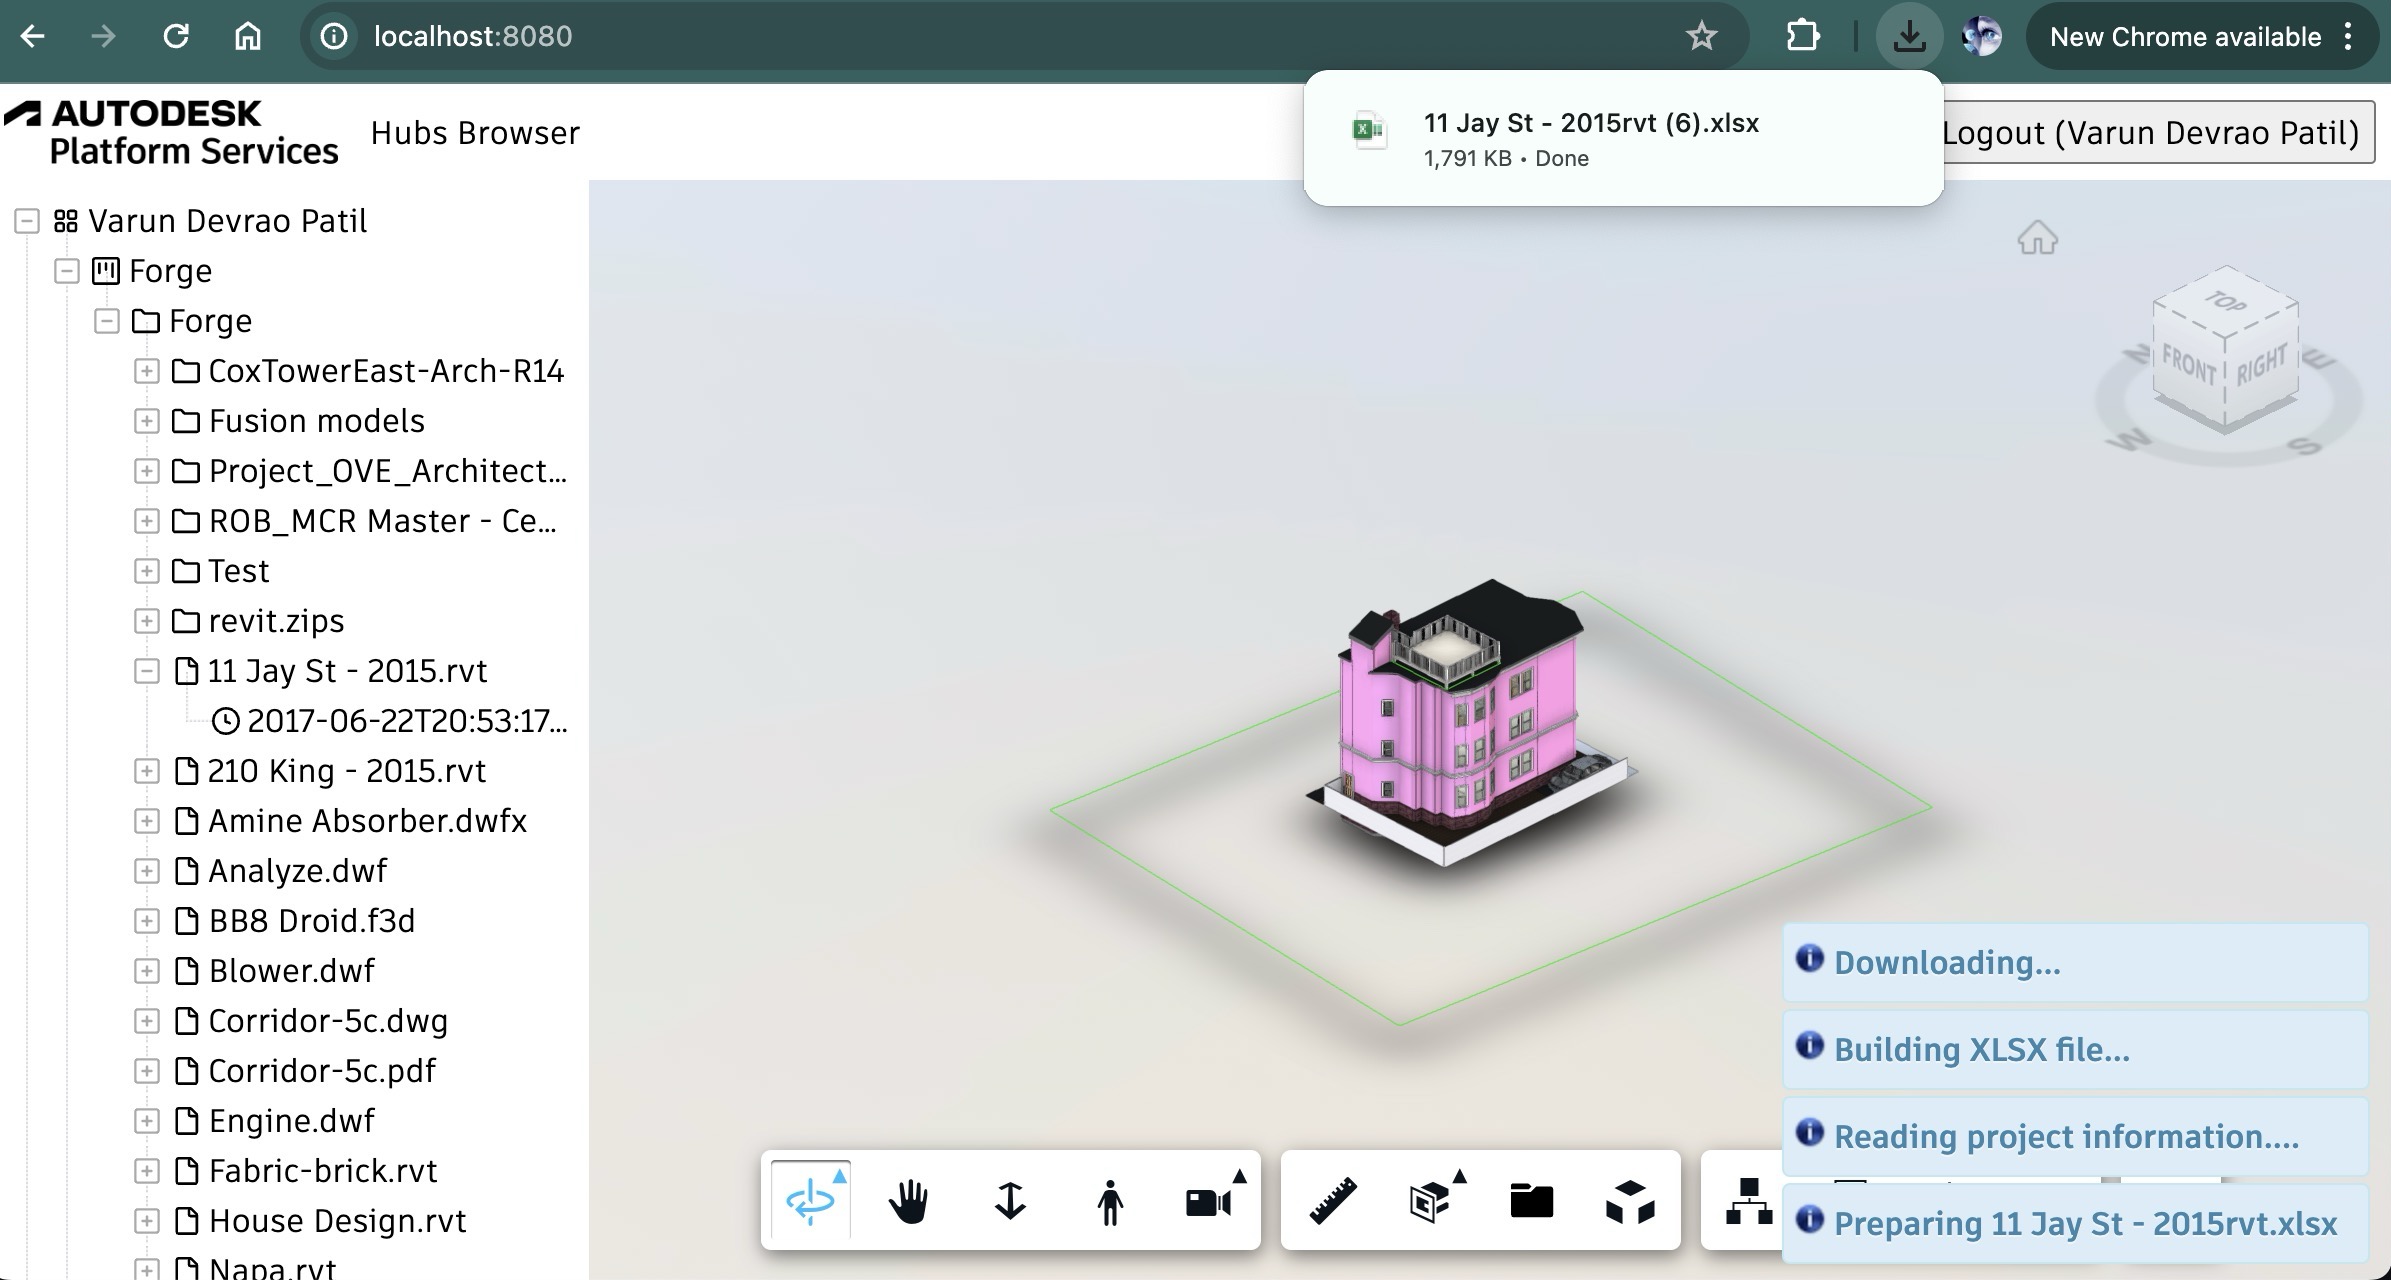 localhost:8080
New Chrome available
AUTODESK
Platform Services
Hubs Browser
11 Jay St - 2015rvt (6).xlsx
1,791 KB • Done
Logout (Varun Devrao Patil)
Varun Devrao Patil
Forge
Forge
CoxTowerEast-Arch-R14
Fusion models
Project_OVE_Architect...
ROB_MCR Master - Ce...
Test
revit.zips
11 Jay St - 2015.rvt
2017-06-22T20:53:17...
210 King - 2015.rvt
Amine Absorber.dwfx
Analyze.dwf
BB8 Droid.f3d
Blower.dwf
Corridor-5c.dwg
Corridor-5c.pdf
Engine.dwf
Fabric-brick.rvt
House Design.rvt
Napa.rvt
TOP
FRONT
RIGHT
N
E
W
S
Downloading...
Building XLSX file...
Reading project information....
Preparing 11 Jay St - 2015rvt.xlsx